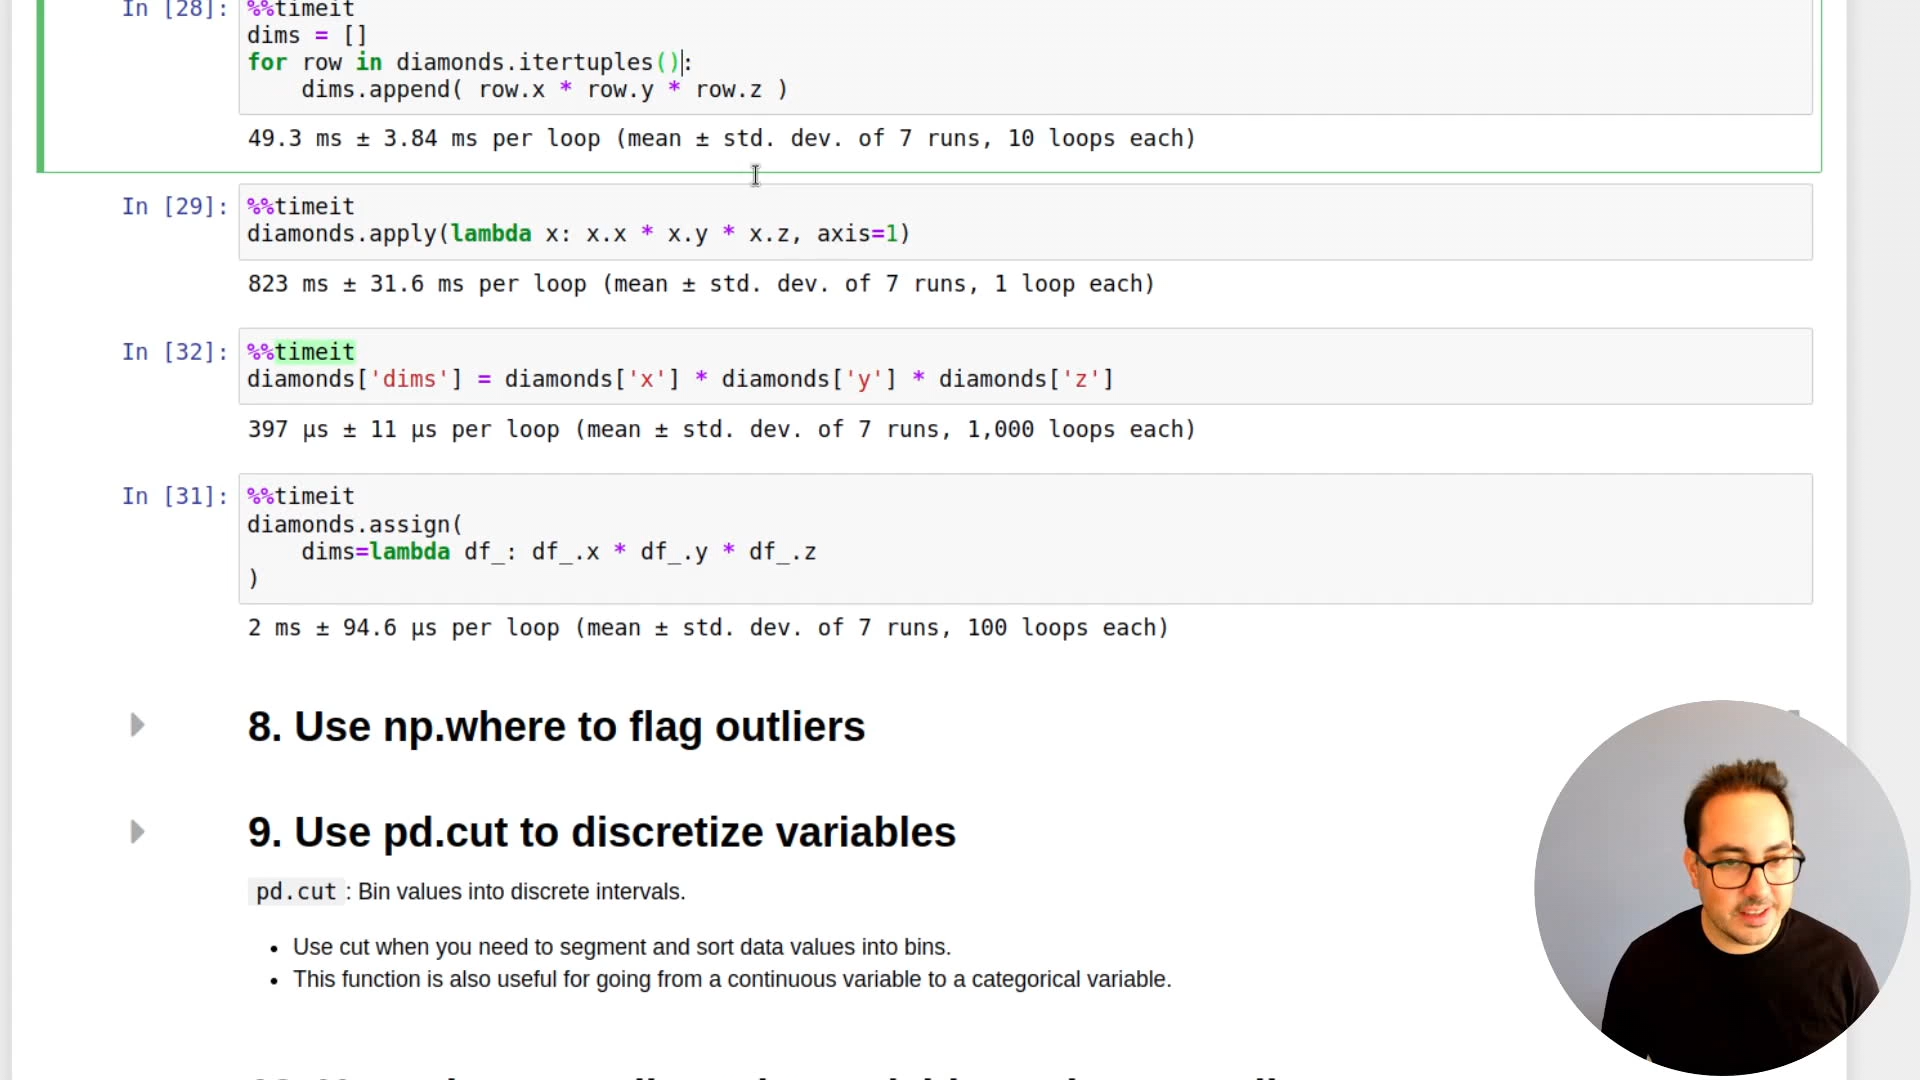 In [28]: %%timeit
dims = []
for row in diamonds.itertuples():
    dims.append( row.x * row.y * row.z )
49.3 ms ± 3.84 ms per loop (mean ± std. dev. of 7 runs, 10 loops each)
In [29]: %%timeit
diamonds.apply(lambda x: x.x * x.y * x.z, axis=1)
823 ms ± 31.6 ms per loop (mean ± std. dev. of 7 runs, 1 loop each)
In [32]: %%timeit
diamonds['dims'] = diamonds['x'] * diamonds['y'] * diamonds['z']
397 µs ± 11 µs per loop (mean ± std. dev. of 7 runs, 1,000 loops each)
In [31]: %%timeit
diamonds.assign(
    dims=lambda df_: df_.x * df_.y * df_.z
)
2 ms ± 94.6 µs per loop (mean ± std. dev. of 7 runs, 100 loops each)
8. Use np.where to flag outliers
9. Use pd.cut to discretize variables
pd.cut : Bin values into discrete intervals.
• Use cut when you need to segment and sort data values into bins.
• This function is also useful for going from a continuous variable to a categorical variable.